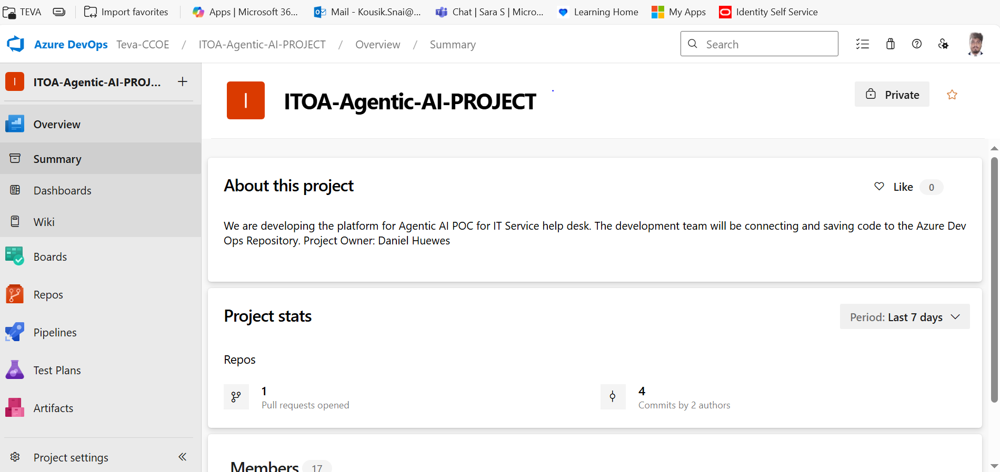 TEVA
Import favorites
Apps | Microsoft 36...
Mail - Kousik.Snai@...
Chat | Sara S | Micro...
Learning Home
My Apps
Identity Self Service
Azure DevOps Teva-CCOE / ITOA-Agentic-AI-PROJECT / Overview / Summary
Search
I ITOA-Agentic-AI-PROJ... +
Overview
Summary
Dashboards
Wiki
Boards
Repos
Pipelines
Test Plans
Artifacts
Project settings
I ITOA-Agentic-AI-PROJECT
Private
About this project
Like 0
We are developing the platform for Agentic AI POC for IT Service help desk. The development team will be connecting and saving code to the Azure Dev
Ops Repository. Project Owner: Daniel Huewes
Project stats
Period: Last 7 days
Repos
1
Pull requests opened
4
Commits by 2 authors
Members 17